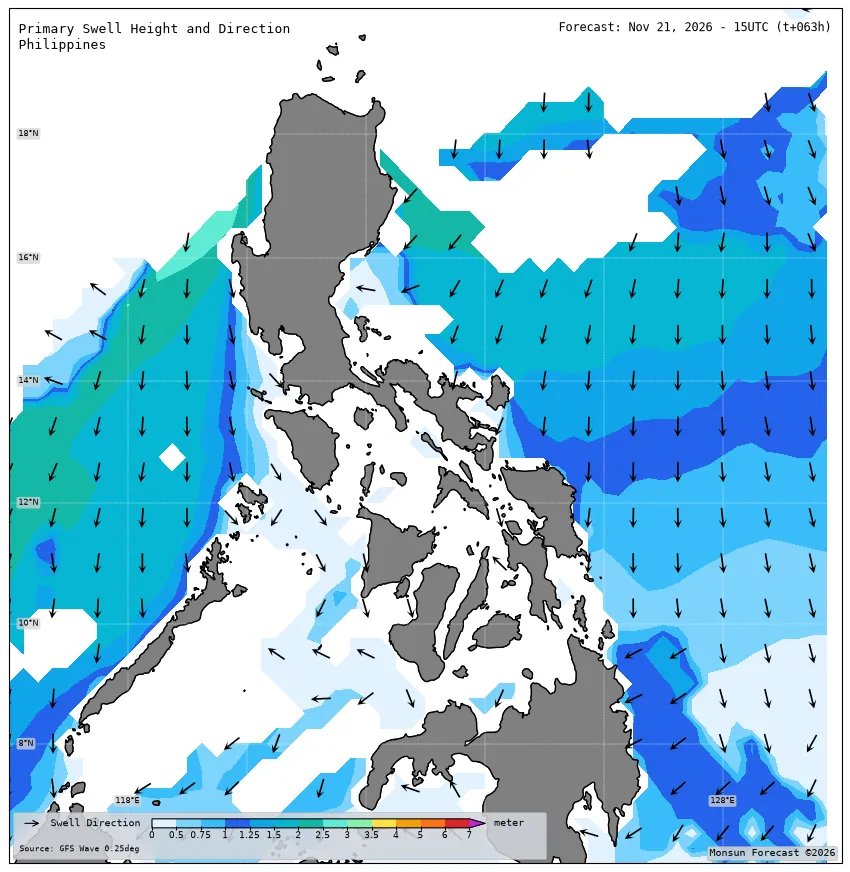 Primary Swell Height and Direction
Philippines
Forecast: Nov 21, 2026 - 15UTC (t+063h)
18°N
16°N
14°N
12°N
10°N
8°N
118°E
128°E
Swell Direction
0 0.5 0.75 1 1.25 1.5 2 2.5 3 3.5 4 5 6 7
meter
Source: GFS Wave 0.25deg
Monsun Forecast ©2026